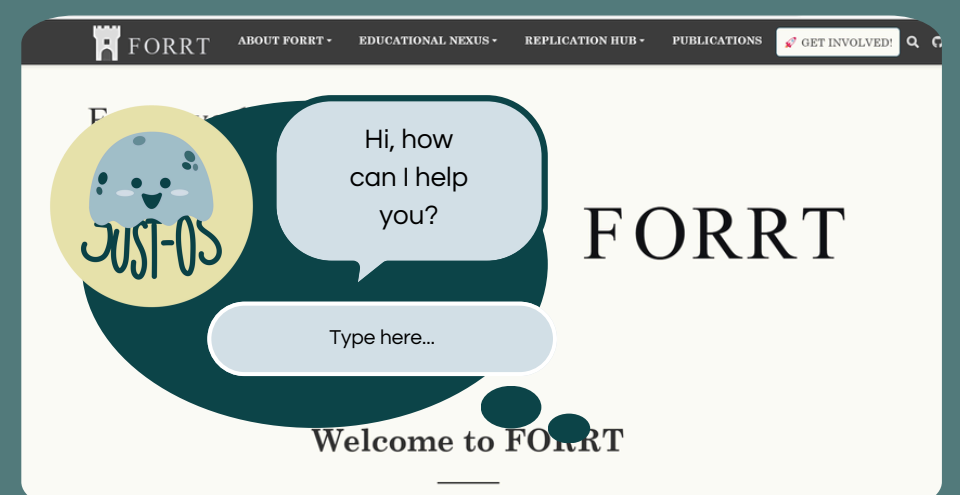 FORRT
ABOUT FORRT
EDUCATIONAL NEXUS
REPLICATION HUB
PUBLICATIONS
🚀 GET INVOLVED!
Hi, how
can I help
you?
JUST-OS
FORRT
Type here...
Welcome to FORRT